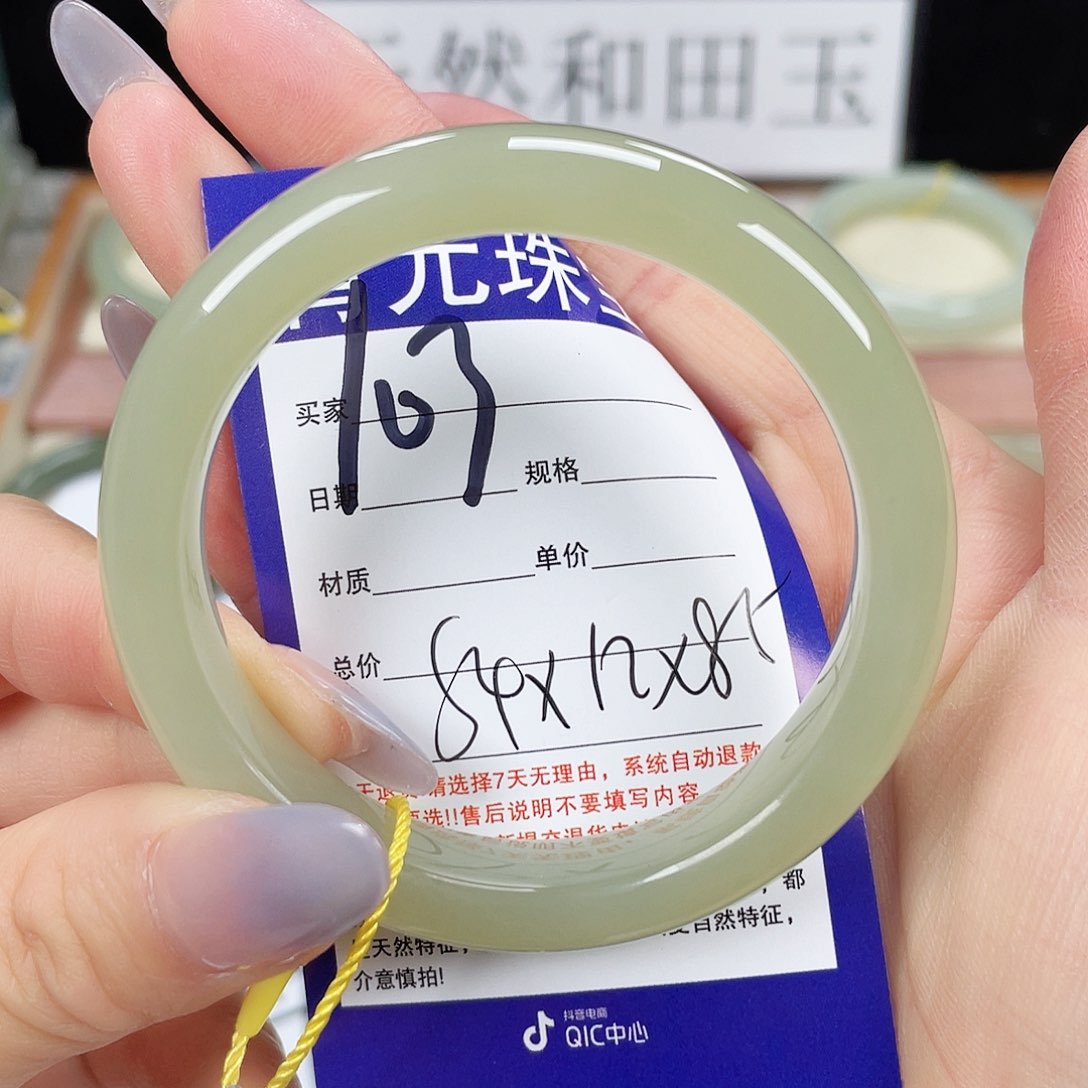 然和田玉
元珠
103
买家
日期 规格
材质 单价
总价
54x12x85
请选择7天无理由，系统自动退款
选!!售后说明不要填写内容
，都
天然特征， 自然特征，
介意慎拍!
抖音电商
QIC中心